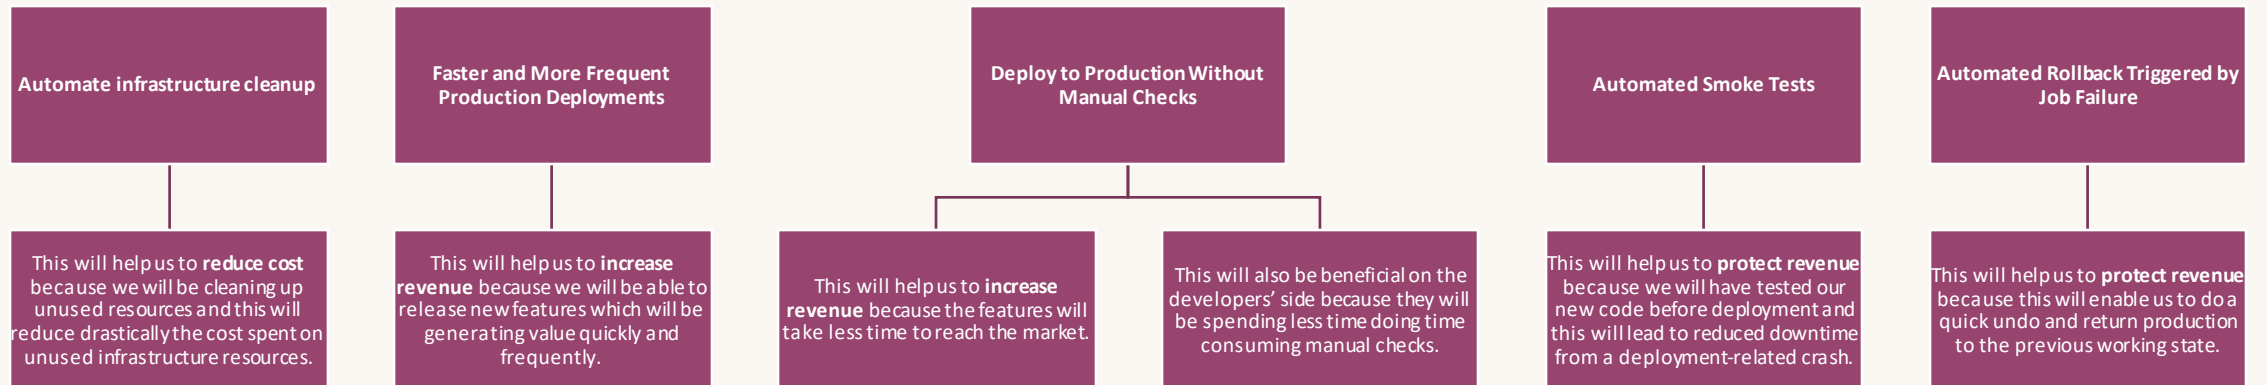 Automate infrastructure cleanup
Faster and More Frequent
Production Deployments
Deploy to Production Without
Manual Checks
Automated Smoke Tests
Automated Rollback Triggered by
Job Failure
This will help us to reduce cost
because we will be cleaning up
unused resources and this will
reduce drastically the cost spent on
unused infrastructure resources.
This will help us to increase
revenue because we will be able to
release new features which will be
generating value quickly and
frequently.
This will help us to increase
revenue because the features will
take less time to reach the market.
This will also be beneficial on the
developers’ side because they will
be spending less time doing time
consuming manual checks.
This will help us to protect revenue
because we will have tested our
new code before deployment and
this will lead to reduced downtime
from a deployment-related crash.
This will help us to protect revenue
because this will enable us to do a
quick undo and return production
to the previous working state.